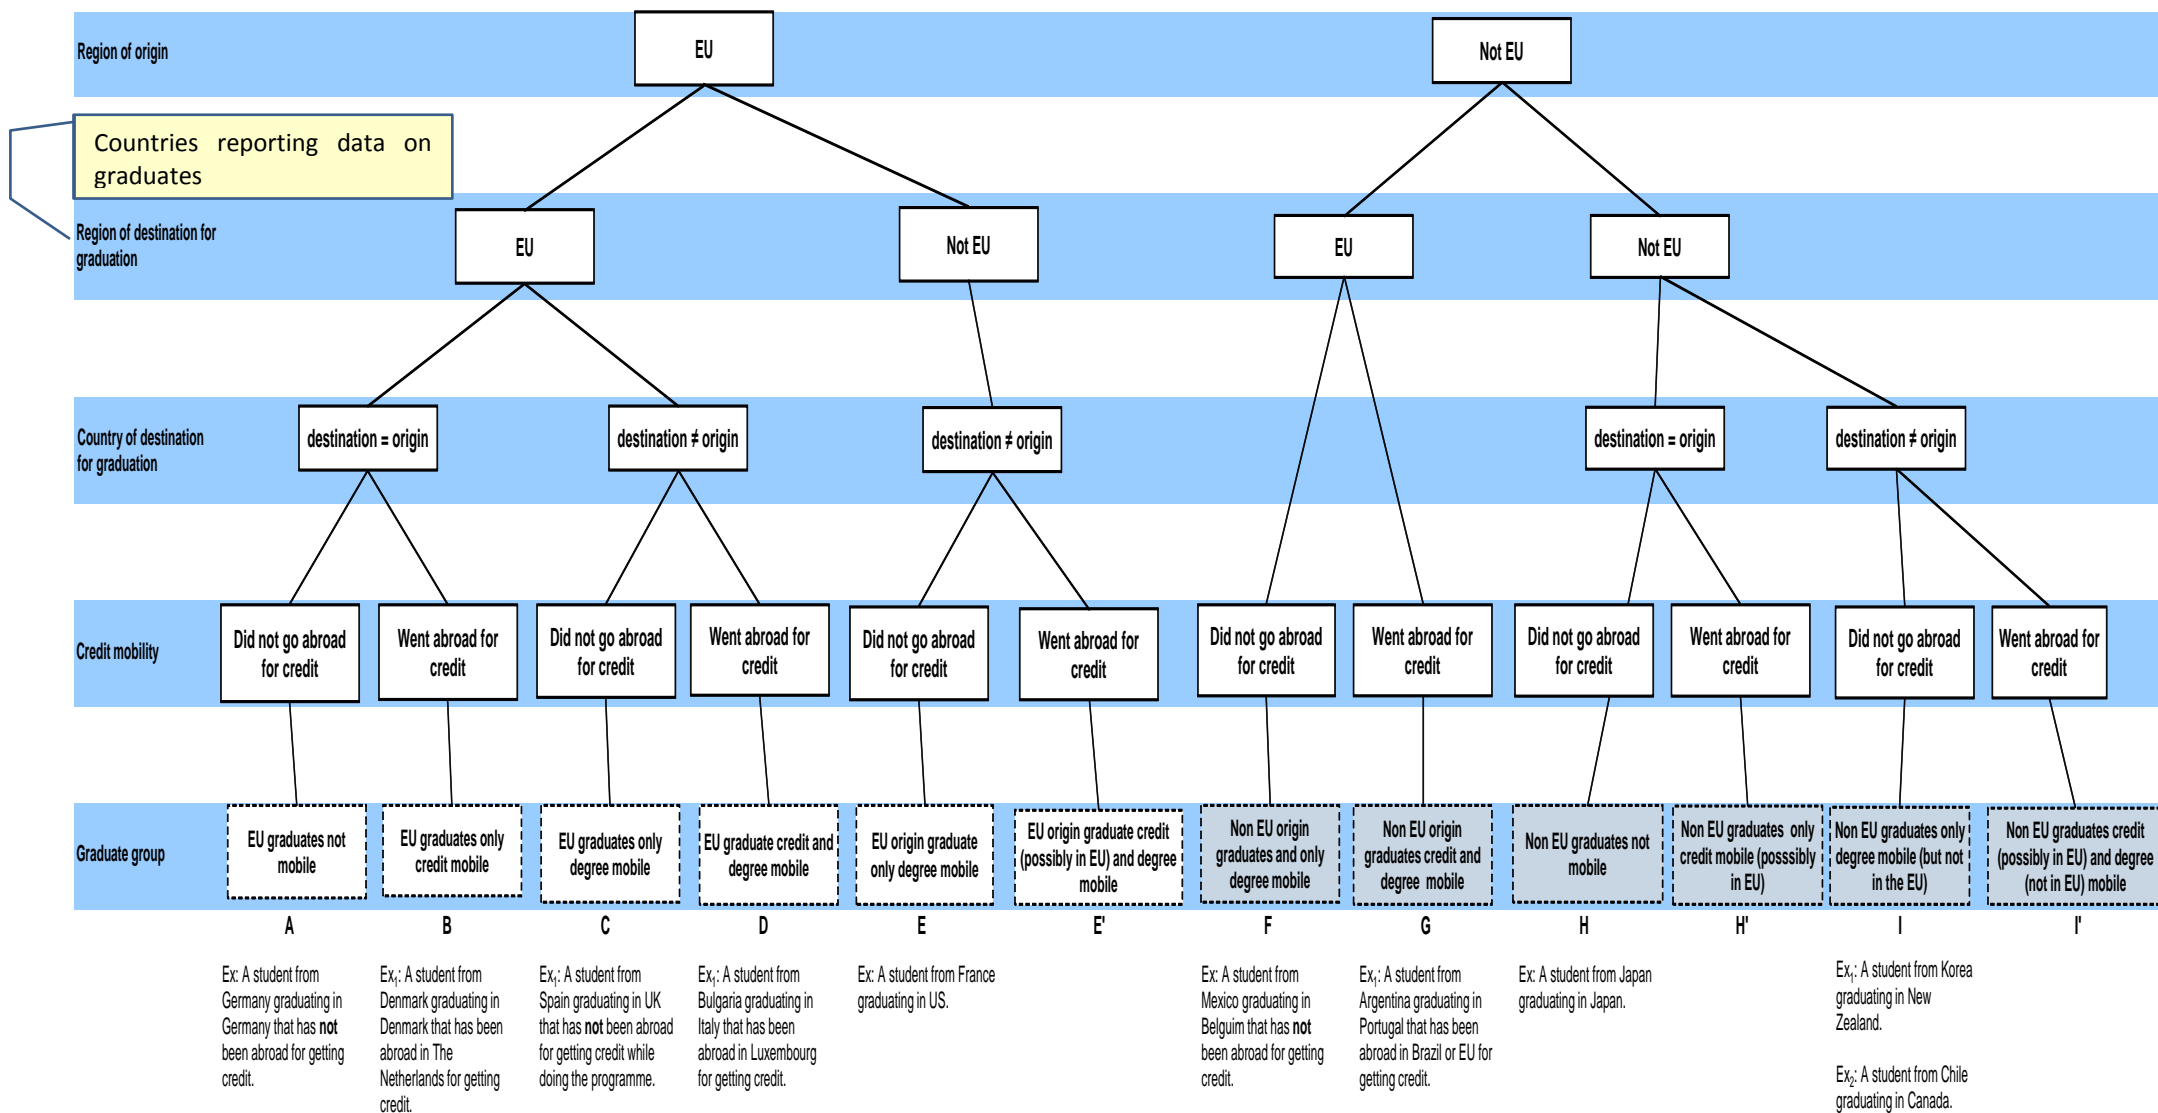 Region of origin
EU
Not EU
Countries reporting data on
graduates
Region of destination for
graduation
EU
Not EU
EU
Not EU
Country of destination
for graduation
destination = origin
destination ≠ origin
destination ≠ origin
destination = origin
destination ≠ origin
Credit mobility
Did not go abroad
for credit
Went abroad for
credit
Did not go abroad
for credit
Went abroad for
credit
Did not go abroad
for credit
Went abroad for
credit
Did not go abroad
for credit
Went abroad for
credit
Did not go abroad
for credit
Went abroad for
credit
Did not go abroad
for credit
Went abroad for
credit
Graduate group
EU graduates not
mobile
EU graduates only
credit mobile
EU graduates only
degree mobile
EU graduate credit and
degree mobile
EU origin graduate
only degree mobile
EU origin graduate credit
(possibly in EU) and degree
mobile
Non EU origin
graduates and only
degree mobile
Non EU origin
graduates credit and
degree mobile
Non EU graduates not
mobile
Non EU graduates only
credit mobile (posssibly
in EU)
Non EU graduates only
degree mobile (but not
in the EU)
Non EU graduates credit
(possibly in EU) and degree
(not in EU) mobile
A
B
C
D
E
E'
F
G
H
H'
I
I'
Ex: A student from
Germany graduating in
Germany that has not
been abroad for getting
credit.
Ex1: A student from
Denmark graduating in
Denmark that has been
abroad in The
Netherlands for getting
credit.
Ex1: A student from
Spain graduating in UK
that has not been abroad
for getting credit while
doing the programme.
Ex1: A student from
Bulgaria graduating in
Italy that has been
abroad in Luxembourg
for getting credit.
Ex: A student from France
graduating in US.
Ex: A student from
Mexico graduating in
Belguim that has not
been abroad for getting
credit.
Ex1: A student from
Argentina graduating in
Portugal that has been
abroad in Brazil or EU for
getting credit.
Ex: A student from Japan
graduating in Japan.
Ex1: A student from Korea
graduating in New
Zealand.
Ex2: A student from Chile
graduating in Canada.